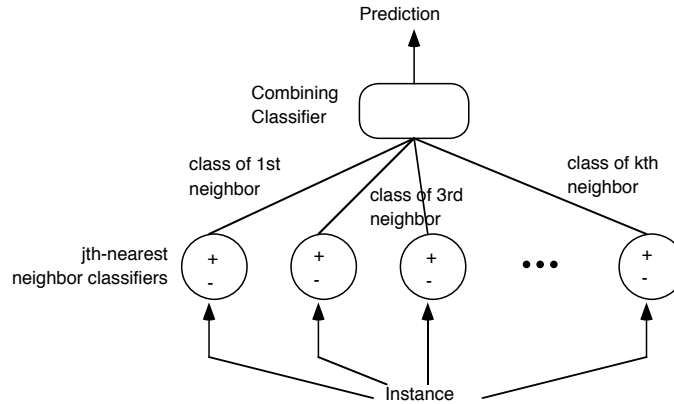 Prediction
Combining
Classifier
class of 1st
neighbor
class of 3rd
neighbor
class of kth
neighbor
jth-nearest
neighbor classifiers
+
-
+
-
+
-
•••
+
-
Instance